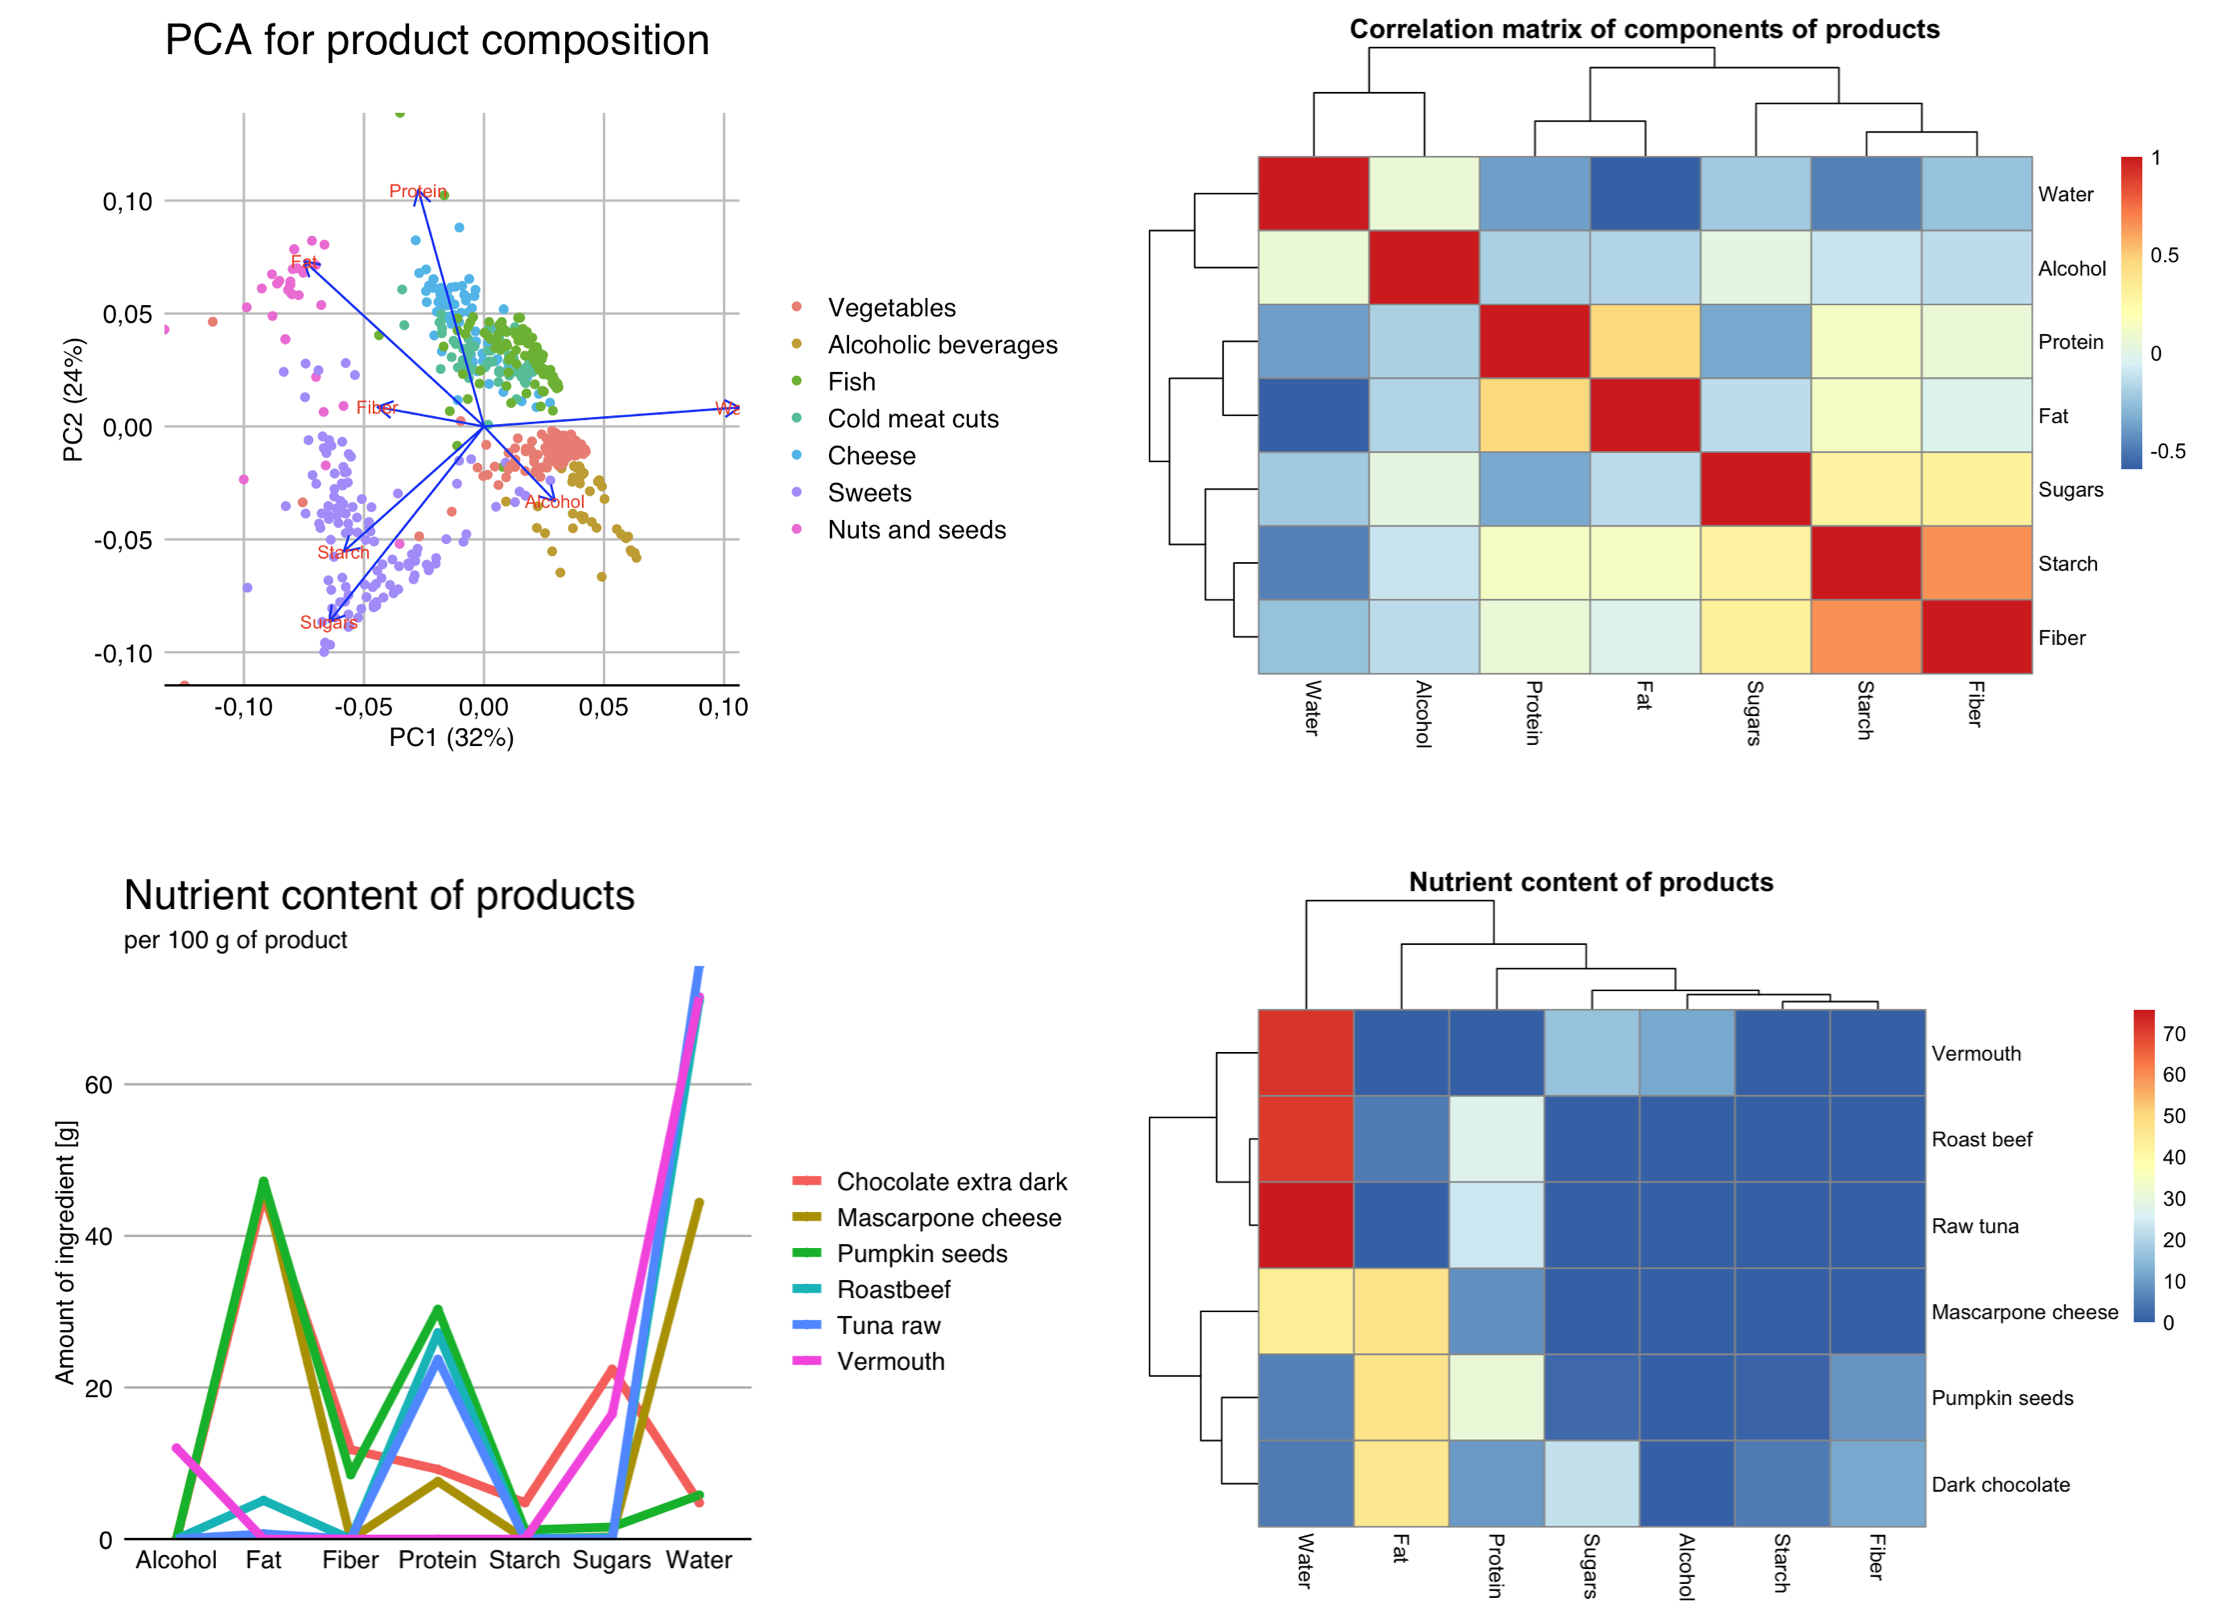 PCA for product composition
0,10
0,05
0,00
-0,05
-0,10
PC2 (24%)
Protein
Fat
Fiber
Alcohol
Starch
Sugars
-0,10
-0,05
0,00
0,05
0,10
PC1 (32%)
Vegetables
Alcoholic beverages
Fish
Cold meat cuts
Cheese
Sweets
Nuts and seeds
Correlation matrix of components of products
Water
Alcohol
Protein
Fat
Sugars
Starch
Fiber
Water
Alcohol
Protein
Fat
Sugars
Starch
Fiber
1
0.5
0
-0.5
Nutrient content of products
per 100 g of product
60
40
20
0
Amount of ingredient [g]
Alcohol
Fat
Fiber
Protein
Starch
Sugars
Water
Chocolate extra dark
Mascarpone cheese
Pumpkin seeds
Roastbeef
Tuna raw
Vermouth
Nutrient content of products
Vermouth
Roast beef
Raw tuna
Mascarpone cheese
Pumpkin seeds
Dark chocolate
Water
Fat
Protein
Sugars
Alcohol
Starch
Fiber
70
60
50
40
30
20
10
0